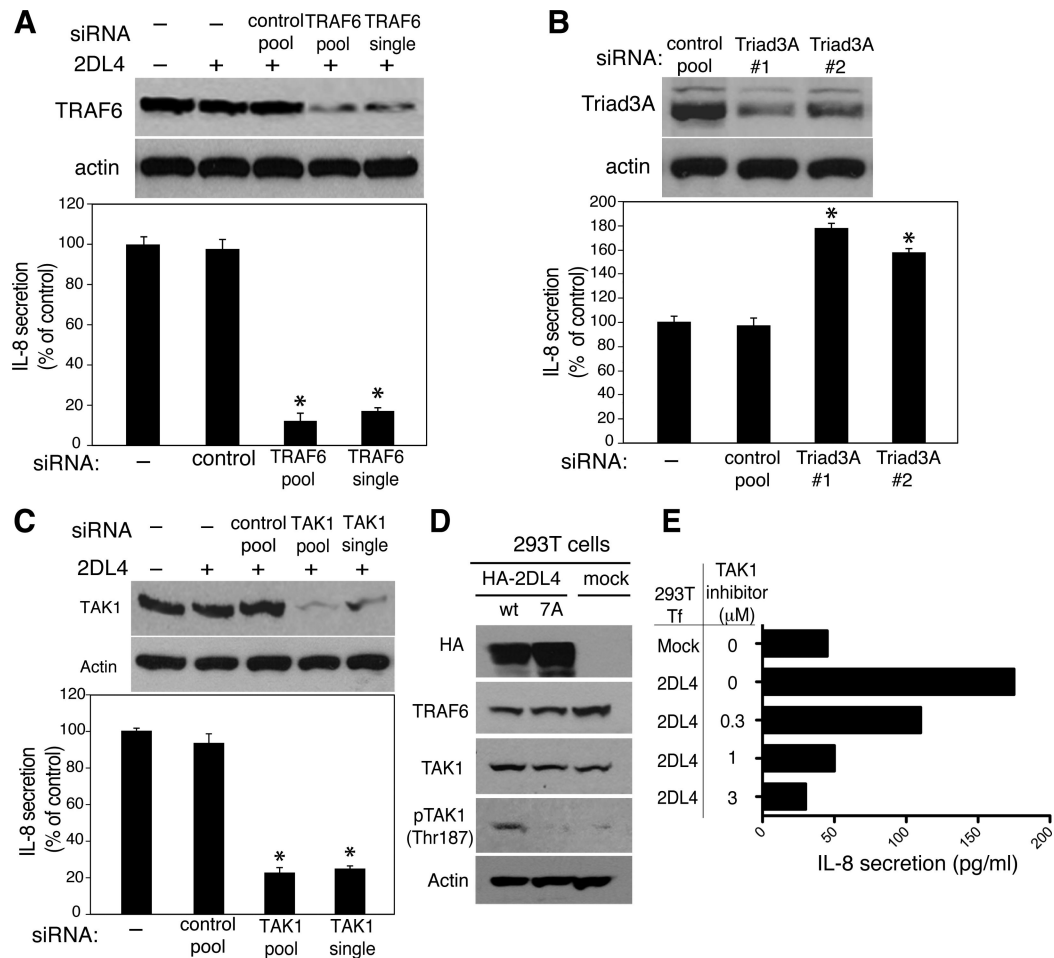 A
siRNA – – control pool TRAF6 pool TRAF6 single
2DL4 – + + + +
TRAF6
actin
120
100
80
60
40
20
0
IL-8 secretion
(% of control)
siRNA: – control TRAF6 pool TRAF6 single
B
siRNA: control pool Triad3A #1 Triad3A #2
Triad3A
actin
200
180
160
140
120
100
80
60
40
20
0
IL-8 secretion
(% of control)
siRNA: – control pool Triad3A #1 Triad3A #2
* *
* *
C
siRNA – – control pool TAK1 pool TAK1 single
2DL4 – + + + +
TAK1
Actin
120
100
80
60
40
20
0
IL-8 secretion
(% of control)
* *
siRNA: – control pool TAK1 pool TAK1 single
D
293T cells
HA-2DL4 mock
wt 7A
HA
TRAF6
TAK1
pTAK1
(Thr187)
Actin
E
293T Tf TAK1 inhibitor (μM)
Mock 0
2DL4 0
2DL4 0.3
2DL4 1
2DL4 3
0 50 100 150 200
IL-8 secretion (pg/ml)